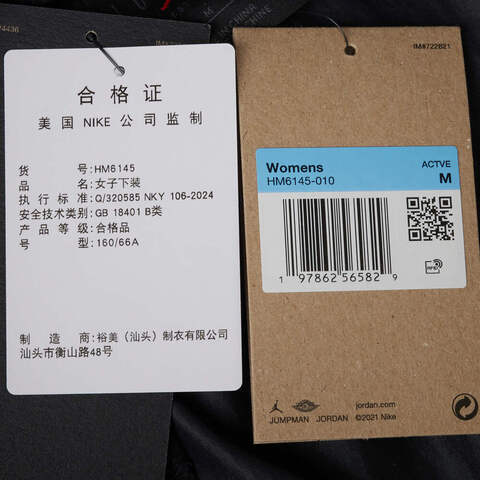 合格证
美国 NIKE 公司监制
货 号:HM6145
品 名:女子下装
执行标准:Q/320585 NKY 106-2024
安全技术类别:GB 18401 B类
产品等级:合格品
号 型:160/66A
制造商:裕美（汕头）制衣有限公司
汕头市衡山路48号
IM#722821
Womens
HM6145-010
ACTVE
M
1 97862 56582 9
RFID
JUMPMAN
JORDAN
jordan.com
©2021 Nike